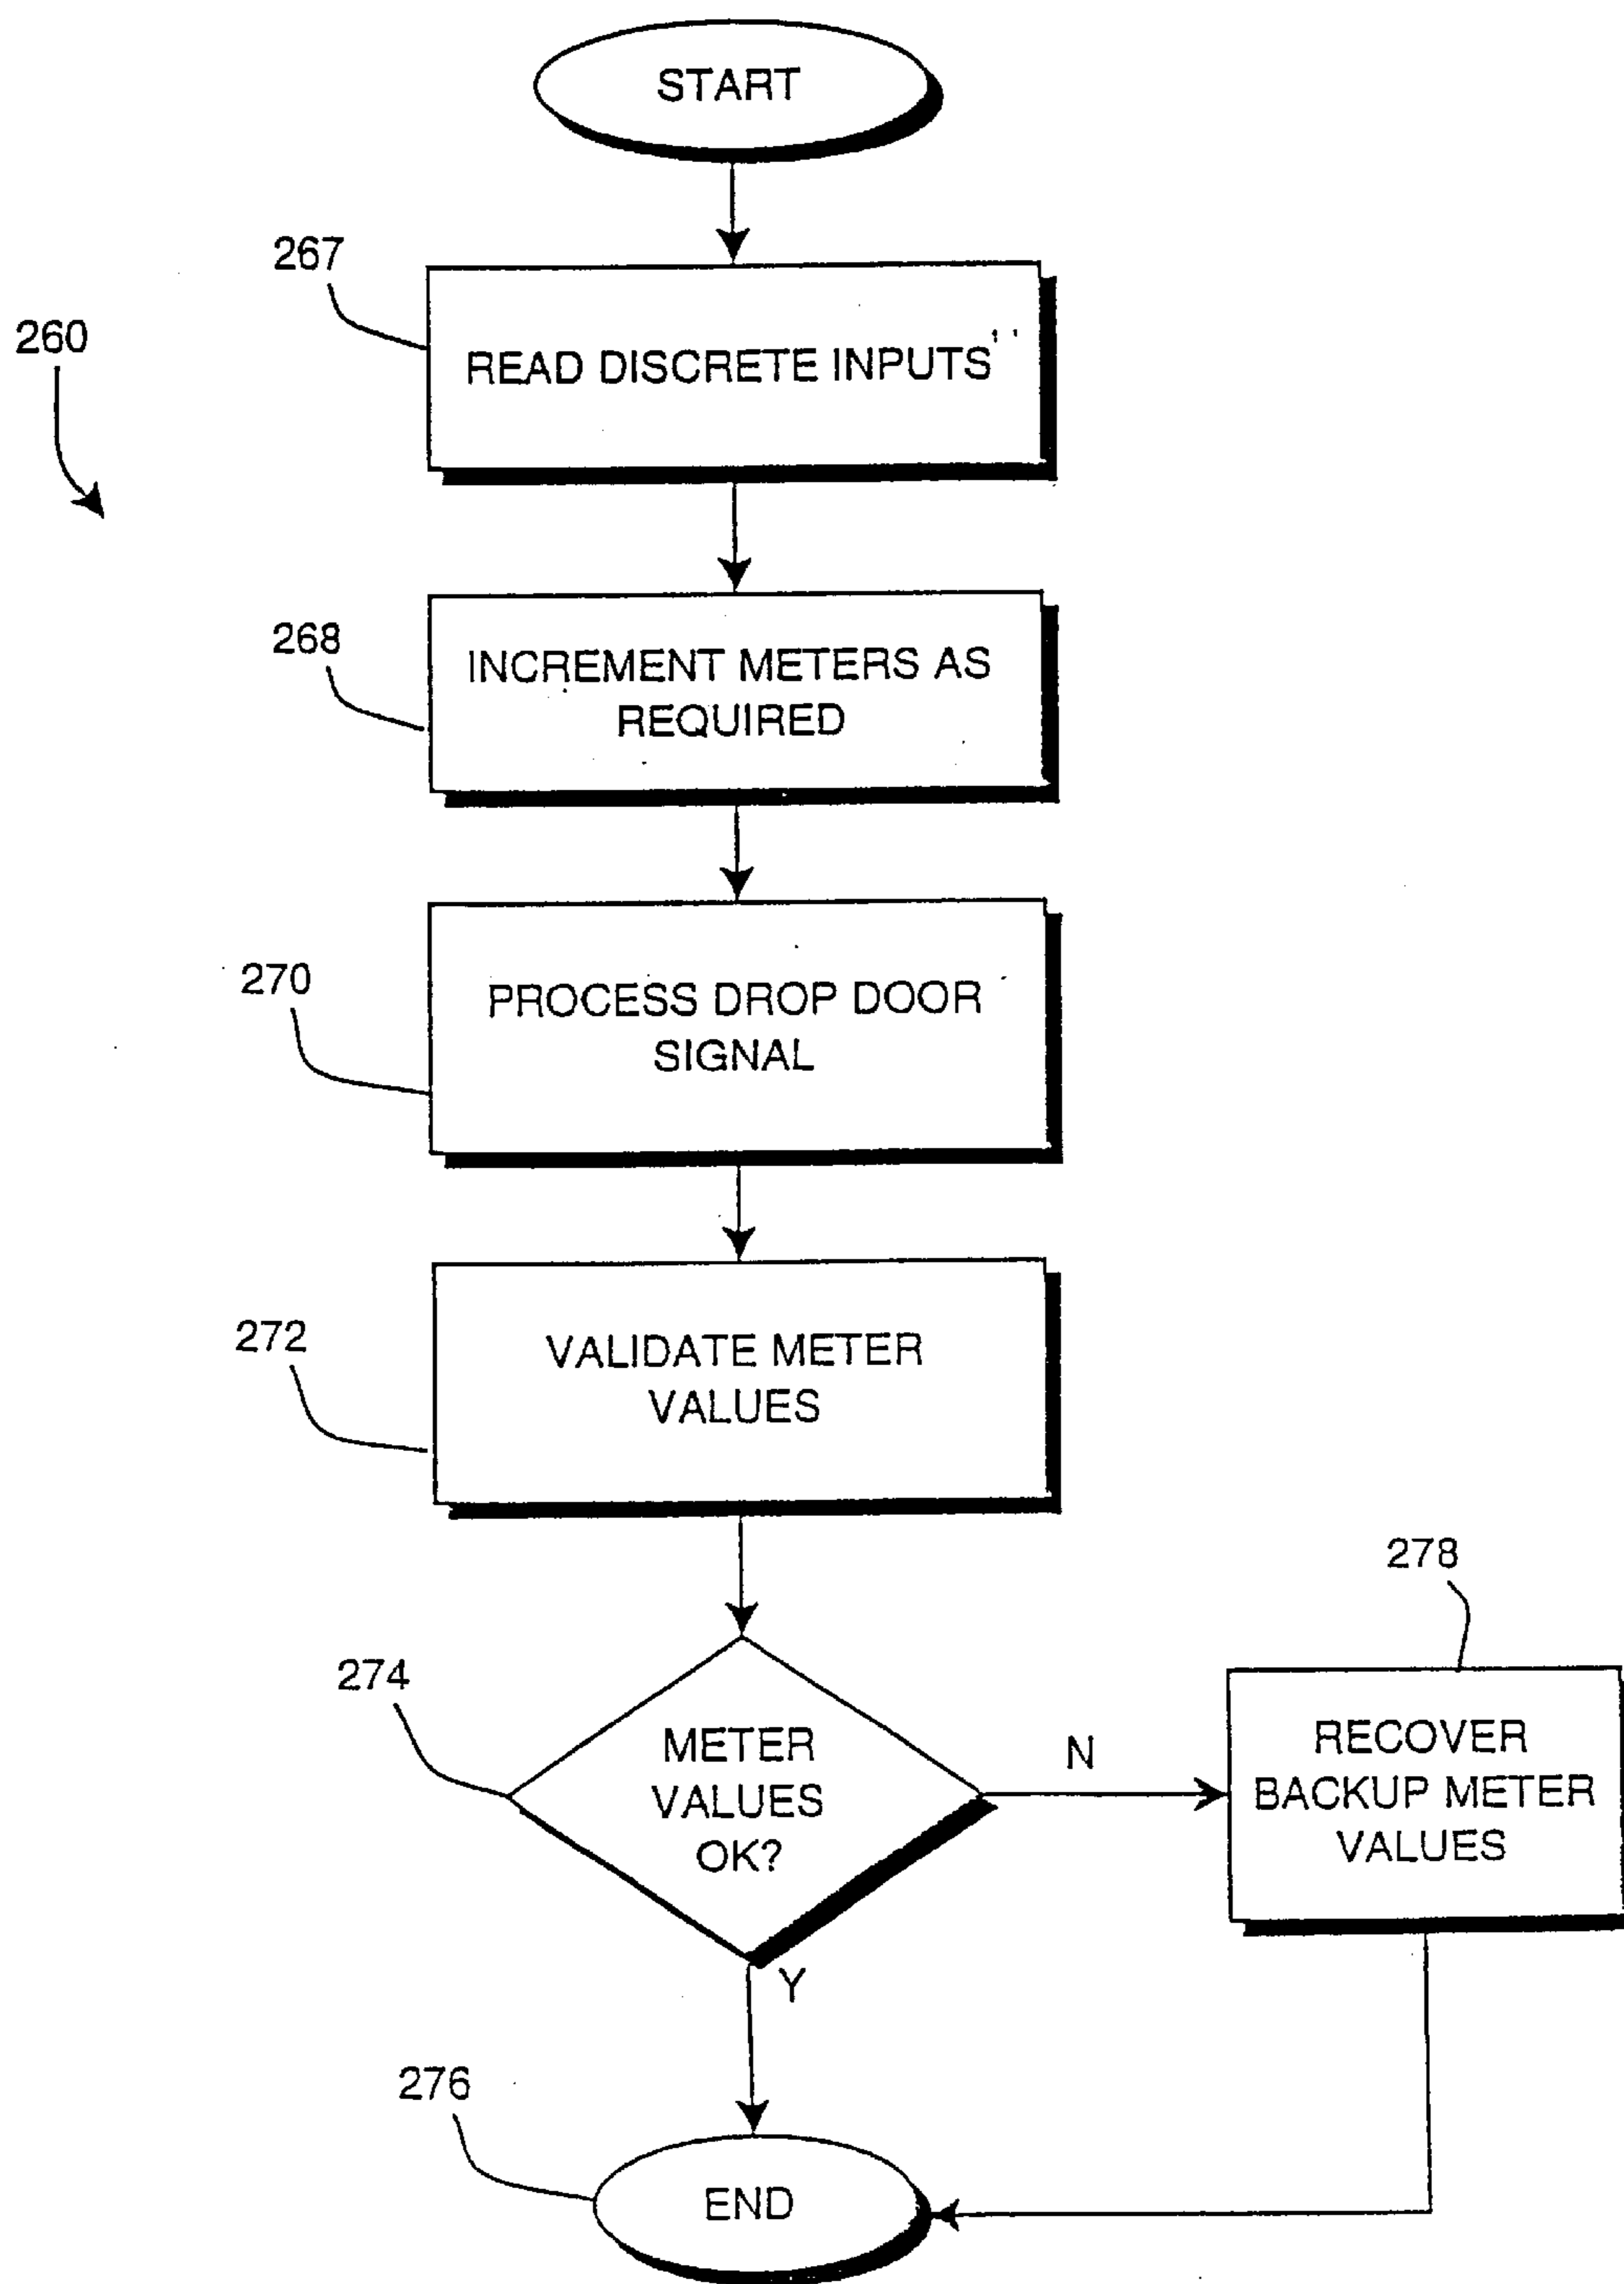 START
267
260
READ DISCRETE INPUTS
268
INCREMENT METERS AS
REQUIRED
270
PROCESS DROP DOOR
SIGNAL
272
VALIDATE METER
VALUES
278
274
METER
VALUES
OK?
N
RECOVER
BACKUP METER
VALUES
Y
276
END